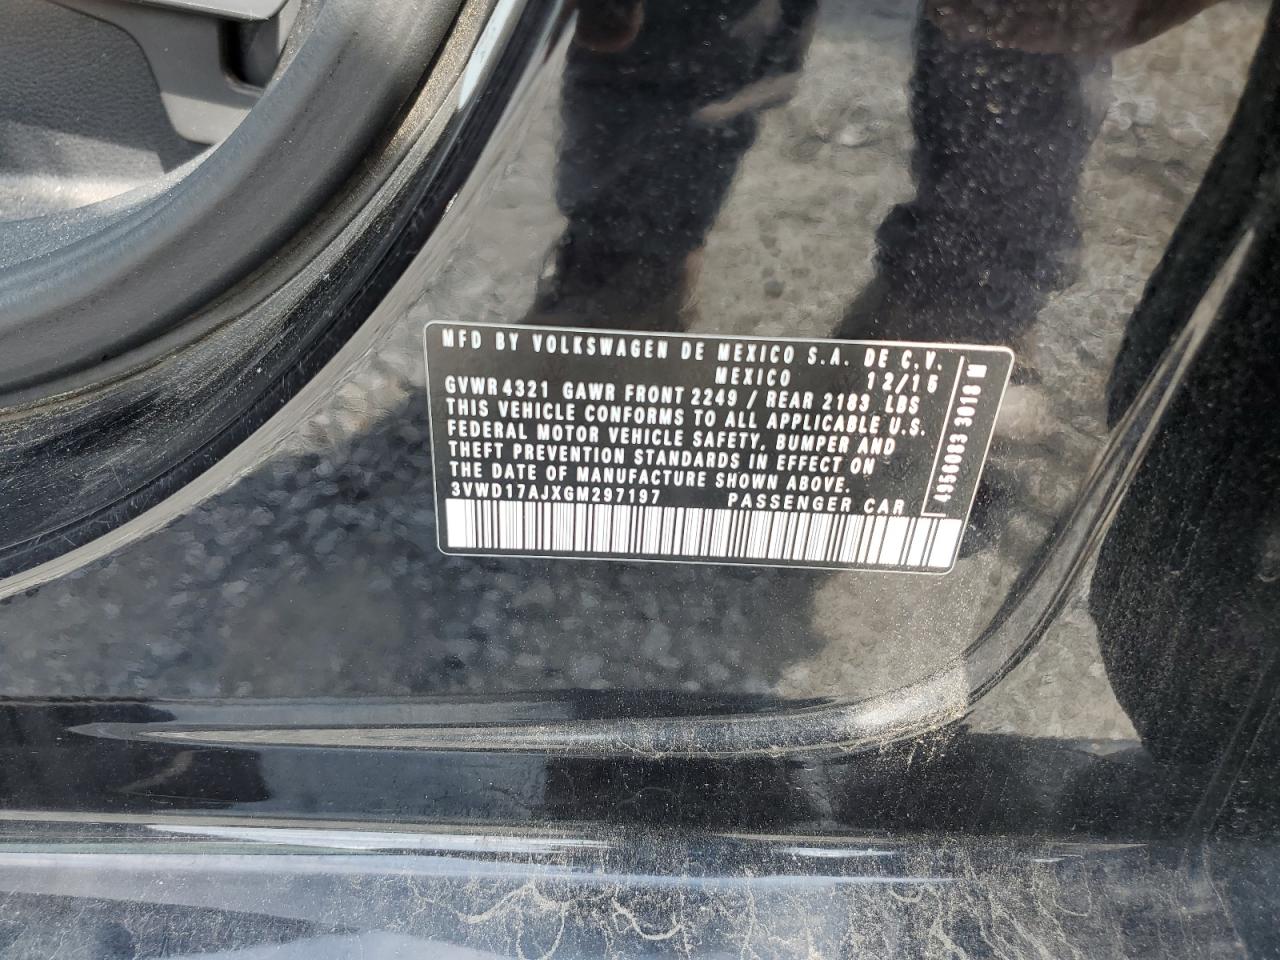 MFD BY VOLKSWAGEN DE MEXICO S.A. DE C.V.
MEXICO 12/15
GVWR 4321 GAWR FRONT 2249 / REAR 2183 LBS
THIS VEHICLE CONFORMS TO ALL APPLICABLE U.S.
FEDERAL MOTOR VEHICLE SAFETY, BUMPER AND
THEFT PREVENTION STANDARDS IN EFFECT ON
THE DATE OF MANUFACTURE SHOWN ABOVE.
3VWD17AJXGM297197 PASSENGER CAR